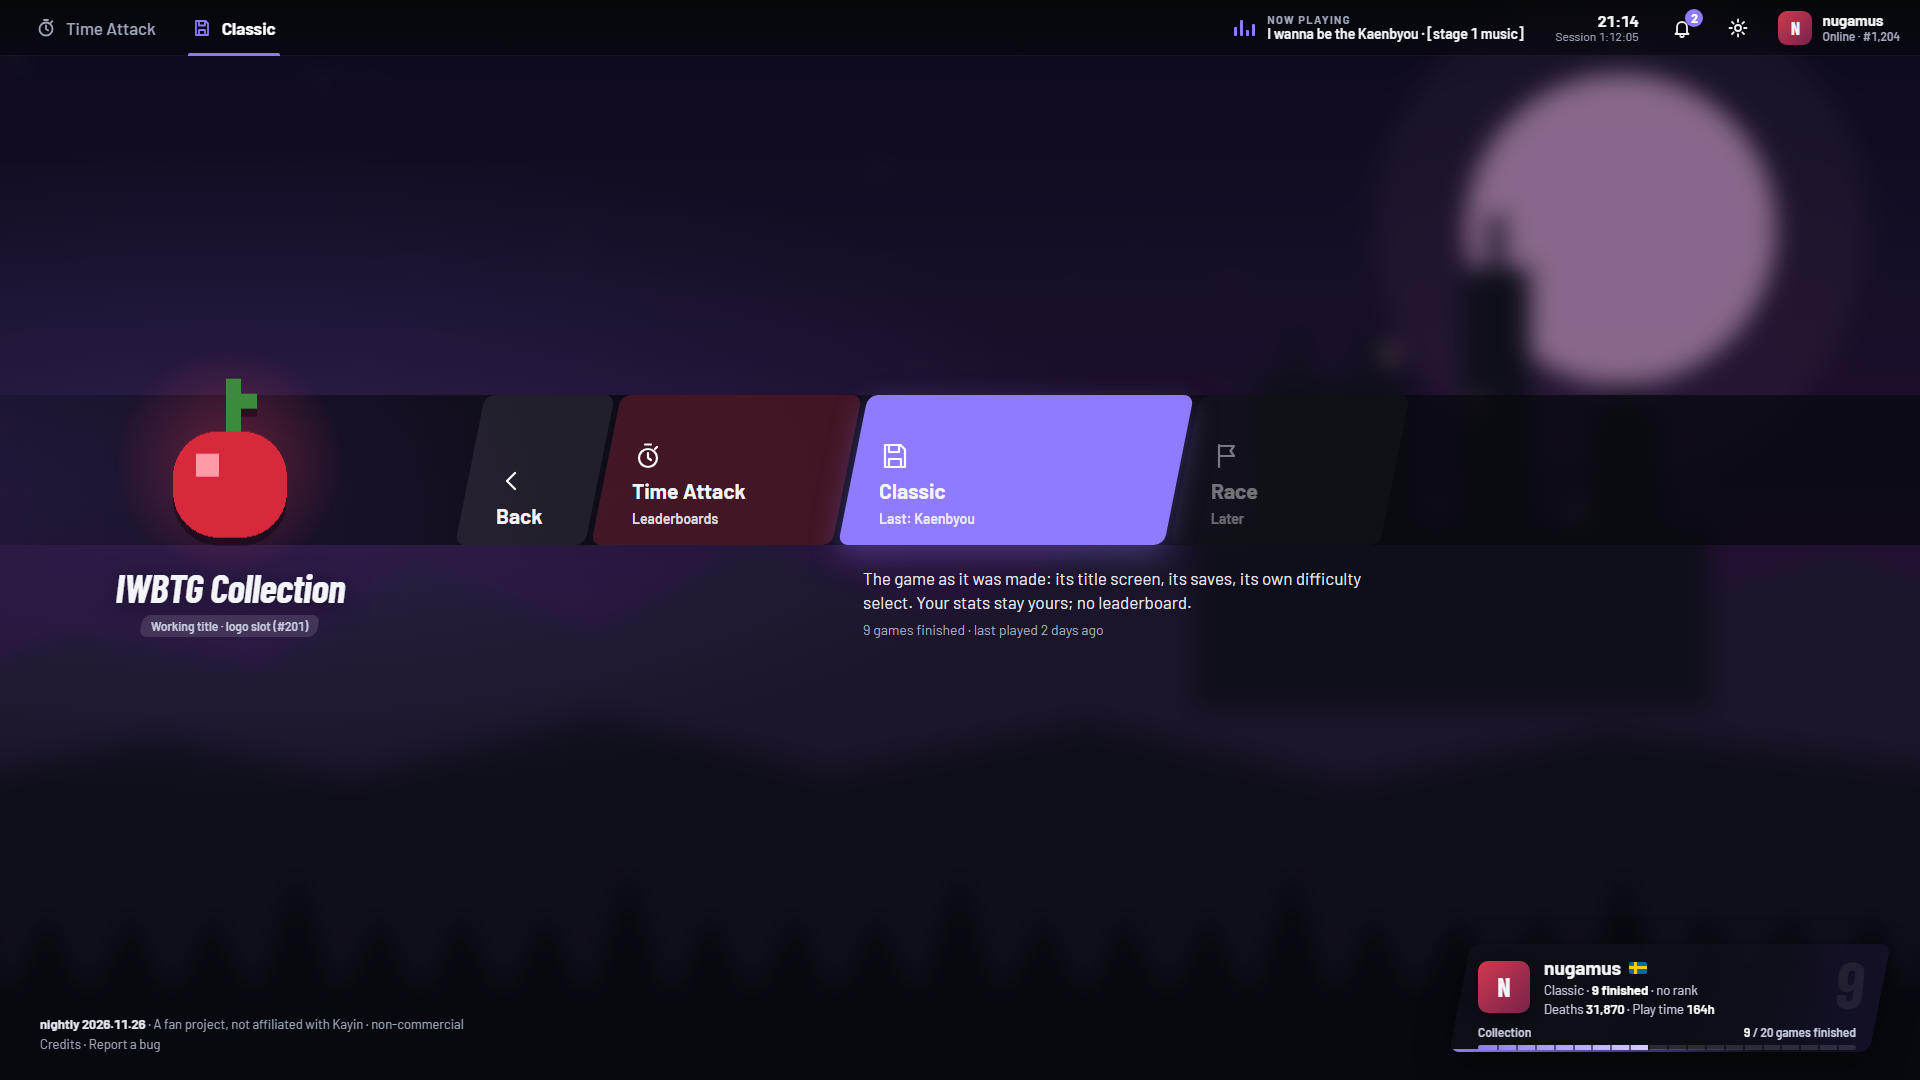 Time Attack
Classic
NOW PLAYING
I wanna be the Kaenbyou · [stage 1 music]
21:14
Session 1:12:05
2
N
nugamus
Online · #1,204
Back
Time Attack
Leaderboards
Classic
Last: Kaenbyou
Race
Later
IWBTG Collection
Working title · logo slot (#201)
The game as it was made: its title screen, its saves, its own difficulty
select. Your stats stay yours; no leaderboard.
9 games finished · last played 2 days ago
nightly 2026.11.26 · A fan project, not affiliated with Kayin · non-commercial
Credits · Report a bug
N
nugamus
Classic · 9 finished · no rank
Deaths 31,870 · Play time 164h
9
Collection
9 / 20 games finished